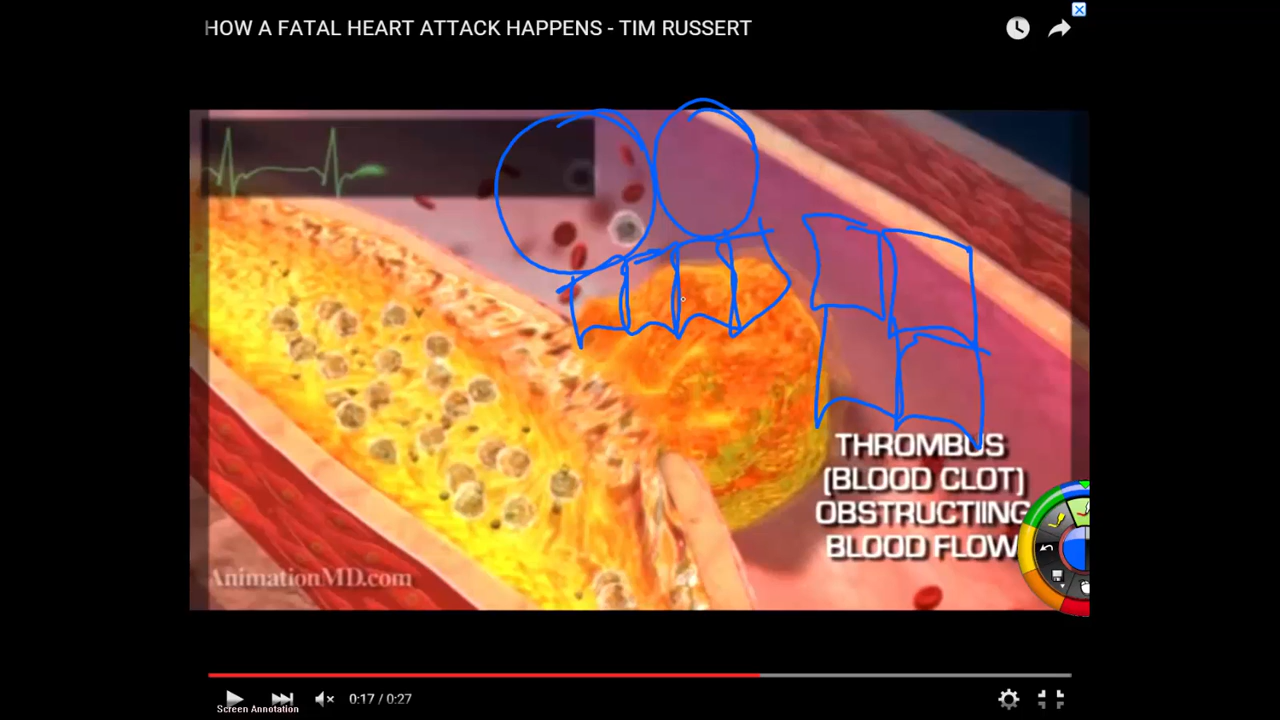 HOW A FATAL HEART ATTACK HAPPENS - TIM RUSSERT
THROMBUS
(BLOOD CLOT)
OBSTRUCTIING
BLOOD FLOW
AnimationMD.com
0:17 / 0:27
Screen Annotation